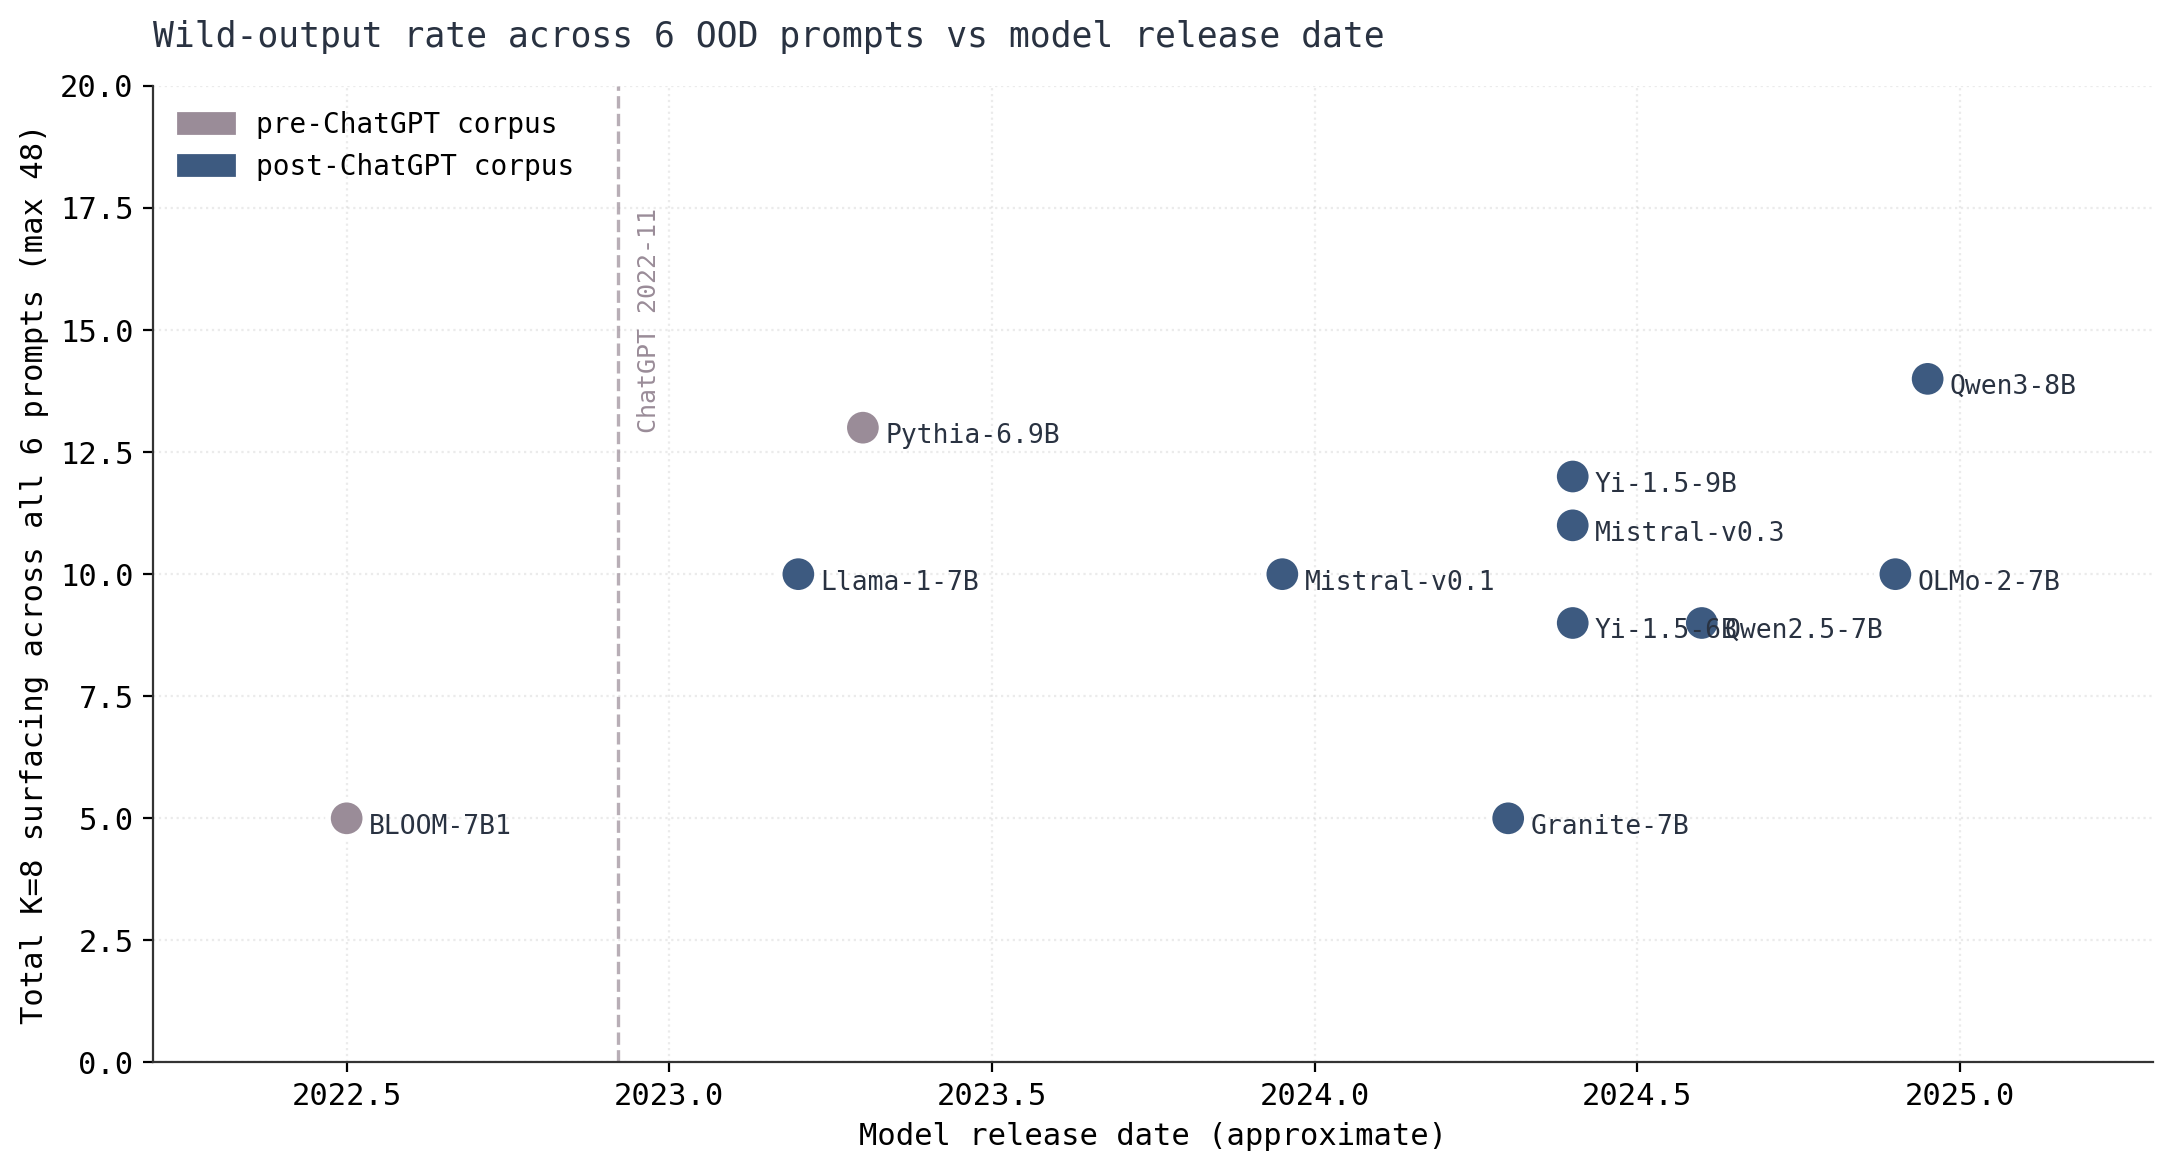 Wild-output rate across 6 OOD prompts vs model release date
Total K=8 surfacing across all 6 prompts (max 48)
20.0
17.5
15.0
12.5
10.0
7.5
5.0
2.5
0.0
pre-ChatGPT corpus
post-ChatGPT corpus
ChatGPT 2022-11
Qwen3-8B
Pythia-6.9B
Yi-1.5-9B
Mistral-v0.3
Llama-1-7B
Mistral-v0.1
OLMo-2-7B
Yi-1.5-6B
Qwen2.5-7B
BLOOM-7B1
Granite-7B
2022.5
2023.0
2023.5
2024.0
2024.5
2025.0
Model release date (approximate)